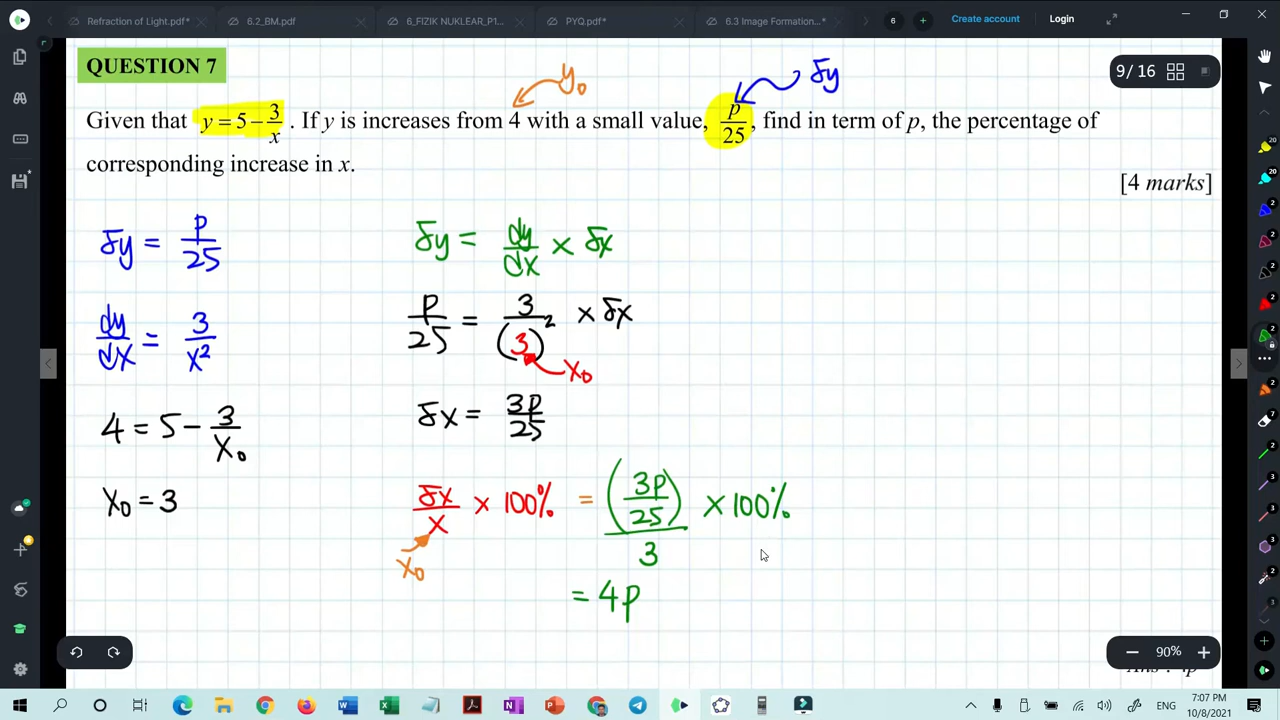 Refraction of Light.pdf*
6.2_BM.pdf
6_FIZIK NUKLEAR_P1...
PYQ.pdf*
6.3 Image Formation...*
6
Create account
Login
QUESTION 7
9/16
y₀
δy
Given that y = 5 − 3/x . If y is increases from 4 with a small value, p/25, find in term of p, the percentage of
corresponding increase in x.
[4 marks]
δy = p/25
δy = dy/dx × δx
dy/dx = 3/x²
p/25 = 3/(3)² × δx
x₀
4 = 5 − 3/x₀
δx = 3p/25
x₀ = 3
δx/x × 100% = (3p/25)/3 × 100%
x₀
= 4p
90%
7:07 PM
ENG
10/8/2021